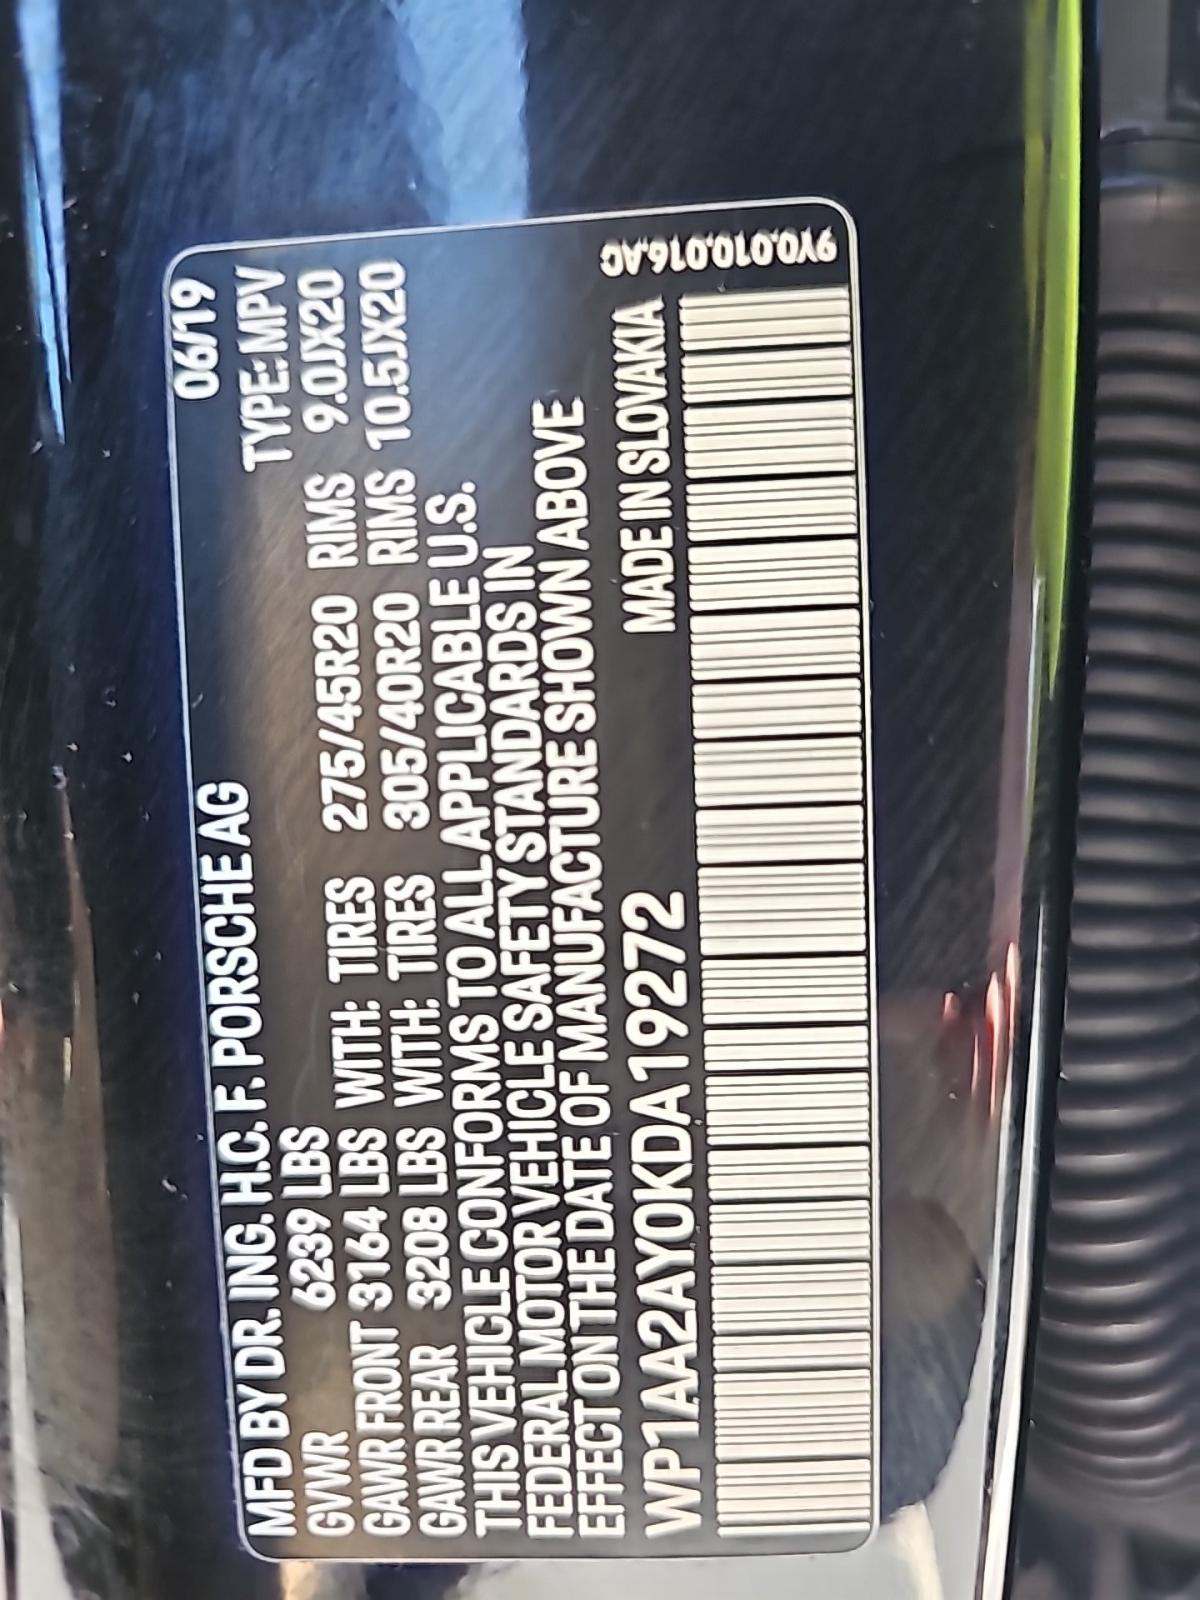 MFD BY DR. ING. H.C. F. PORSCHE AG 06/19
GVWR 6239 LBS TYPE: MPV
GAWR FRONT 3164 LBS WITH: TIRES 275/45R20 RIMS 9.0JX20
GAWR REAR 3208 LBS WITH: TIRES 305/40R20 RIMS 10.5JX20
THIS VEHICLE CONFORMS TO ALL APPLICABLE U.S.
FEDERAL MOTOR VEHICLE SAFETY STANDARDS IN
EFFECT ON THE DATE OF MANUFACTURE SHOWN ABOVE
WP1AA2AY0KDA19272 MADE IN SLOVAKIA
9Y0.010.016.AC